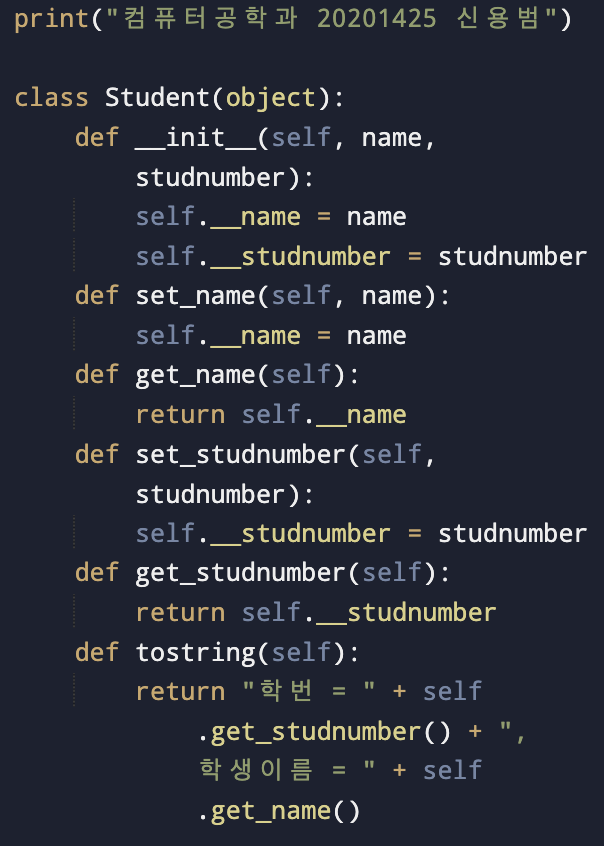 print("컴퓨터공학과 20201425 신용범")
class Student(object):
def __init__(self, name,
studnumber):
self.__name = name
self.__studnumber = studnumber
def set_name(self, name):
self.__name = name
def get_name(self):
return self.__name
def set_studnumber(self,
studnumber):
self.__studnumber = studnumber
def get_studnumber(self):
return self.__studnumber
def tostring(self):
return "학번 = " + self
.get_studnumber() + ",
학생이름 = " + self
.get_name()